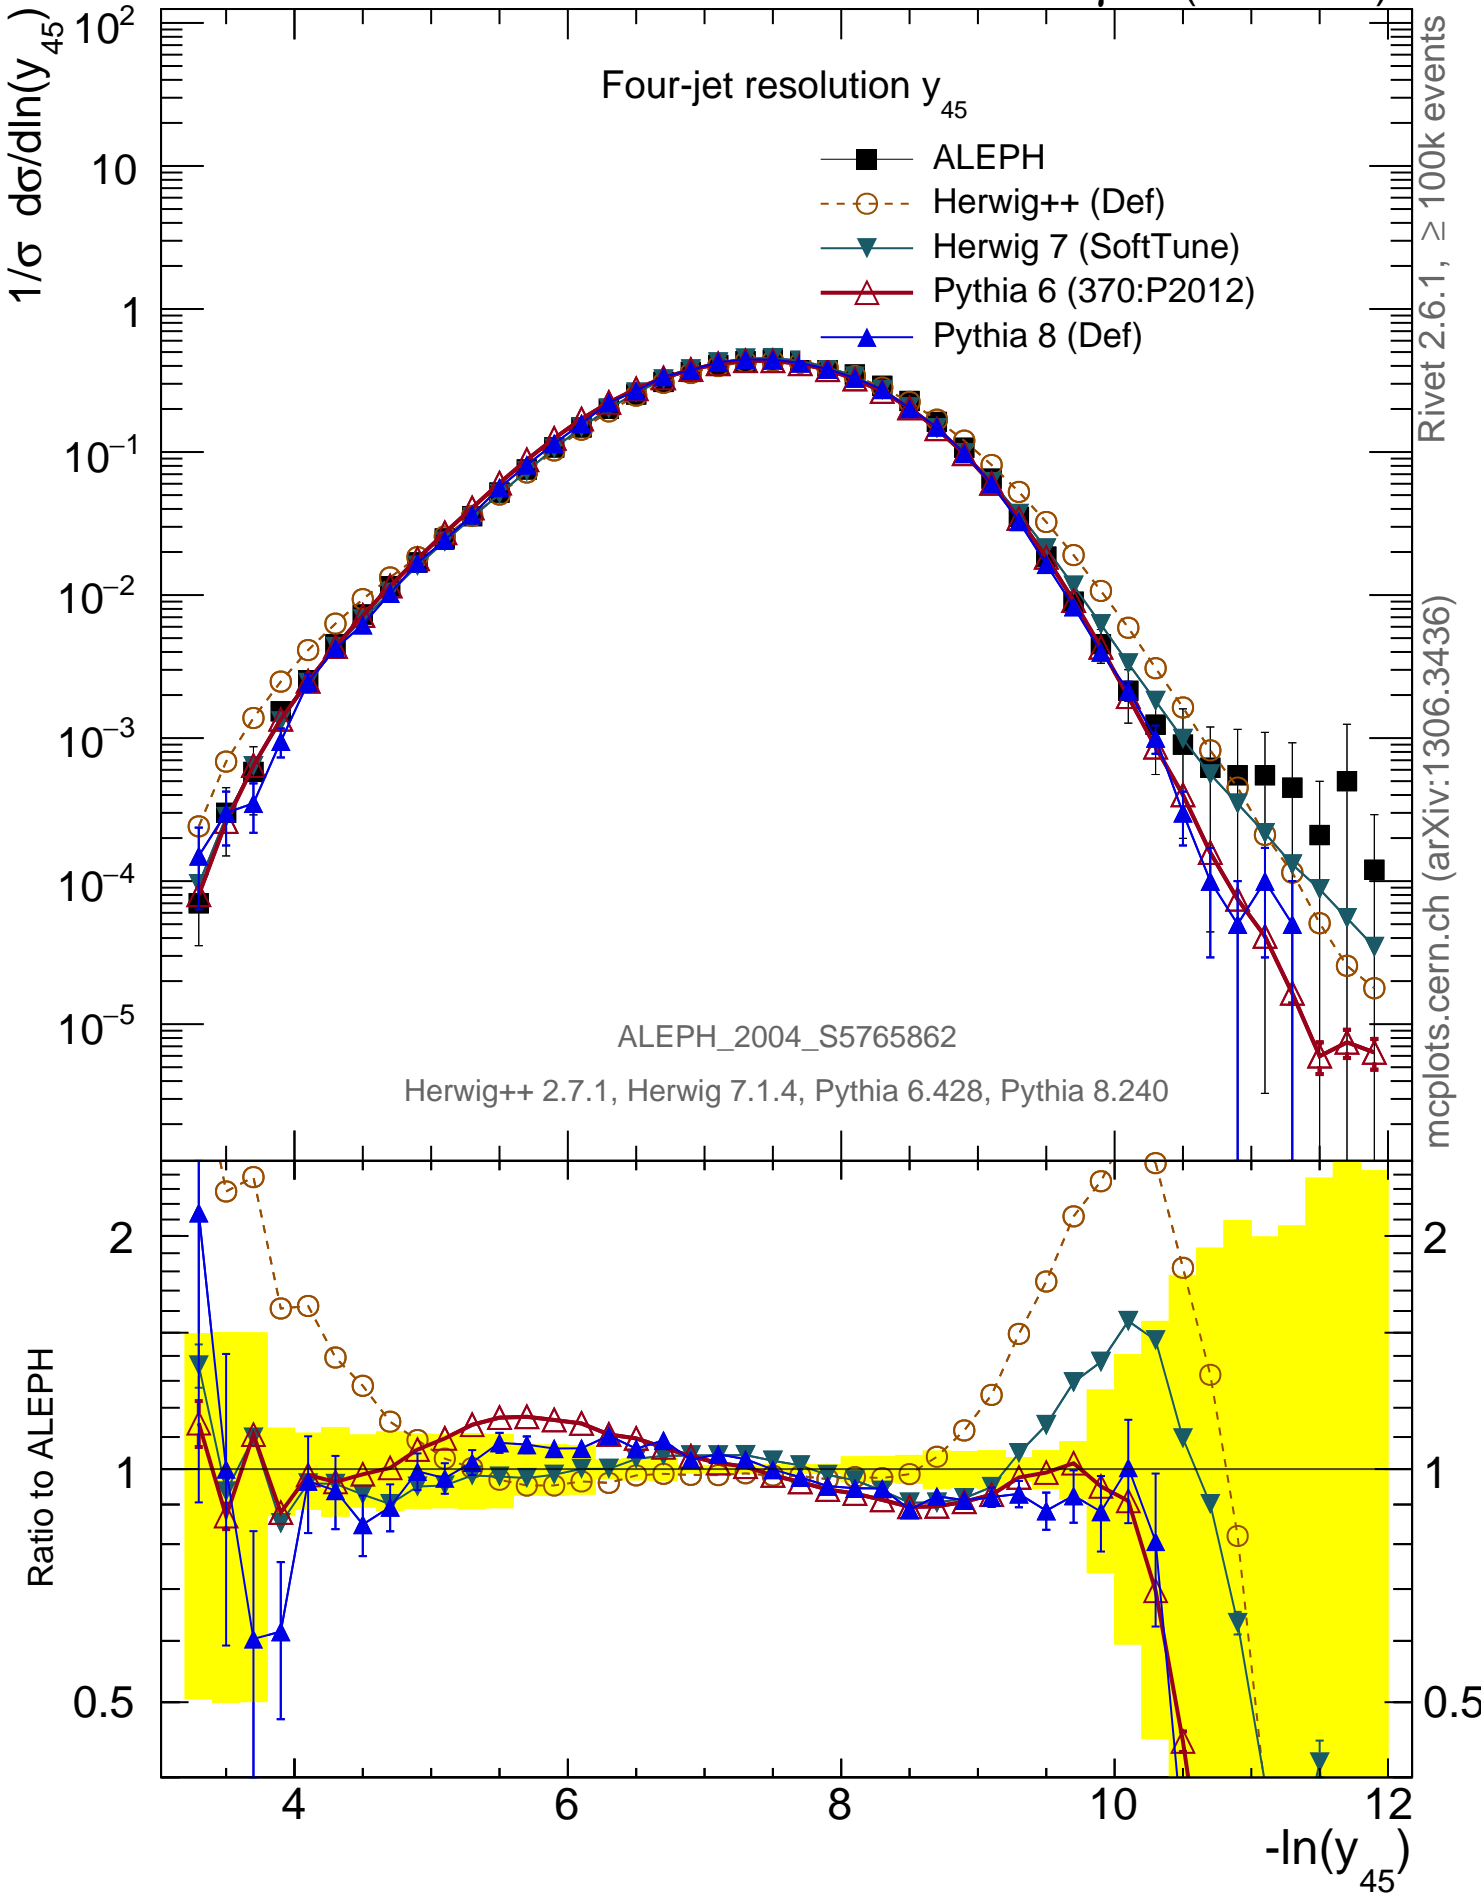 1/σ dσ/dln(y45)
Four-jet resolution y45
ALEPH
Herwig++ (Def)
Herwig 7 (SoftTune)
Pythia 6 (370:P2012)
Pythia 8 (Def)
10²
10
1
10⁻¹
10⁻²
10⁻³
10⁻⁴
10⁻⁵
ALEPH_2004_S5765862
Herwig++ 2.7.1, Herwig 7.1.4, Pythia 6.428, Pythia 8.240
Rivet 2.6.1, ≥ 100k events
mcplots.cern.ch (arXiv:1306.3436)
Ratio to ALEPH
2 2
1 1
0.5 0.5
4 6 8 10 12
-ln(y45)